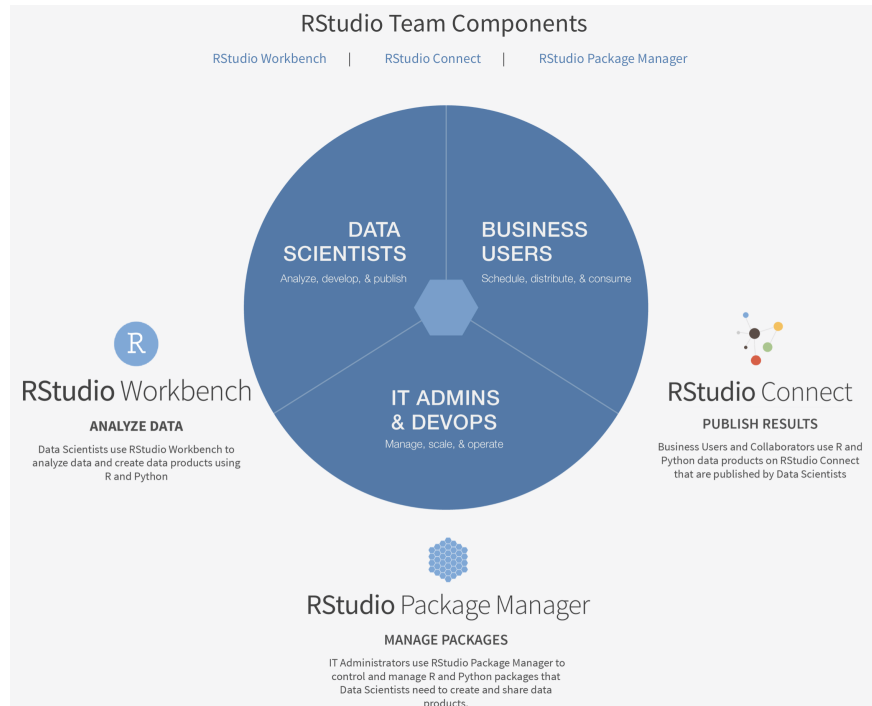 RStudio Team Components
RStudio Workbench | RStudio Connect | RStudio Package Manager
DATA
SCIENTISTS
Analyze, develop, & publish
BUSINESS
USERS
Schedule, distribute, & consume
IT ADMINS
& DEVOPS
Manage, scale, & operate
R
RStudio Workbench
ANALYZE DATA
Data Scientists use RStudio Workbench to
analyze data and create data products using
R and Python
RStudio Connect
PUBLISH RESULTS
Business Users and Collaborators use R and
Python data products on RStudio Connect
that are published by Data Scientists
RStudio Package Manager
MANAGE PACKAGES
IT Administrators use RStudio Package Manager to
control and manage R and Python packages that
Data Scientists need to create and share data
products.